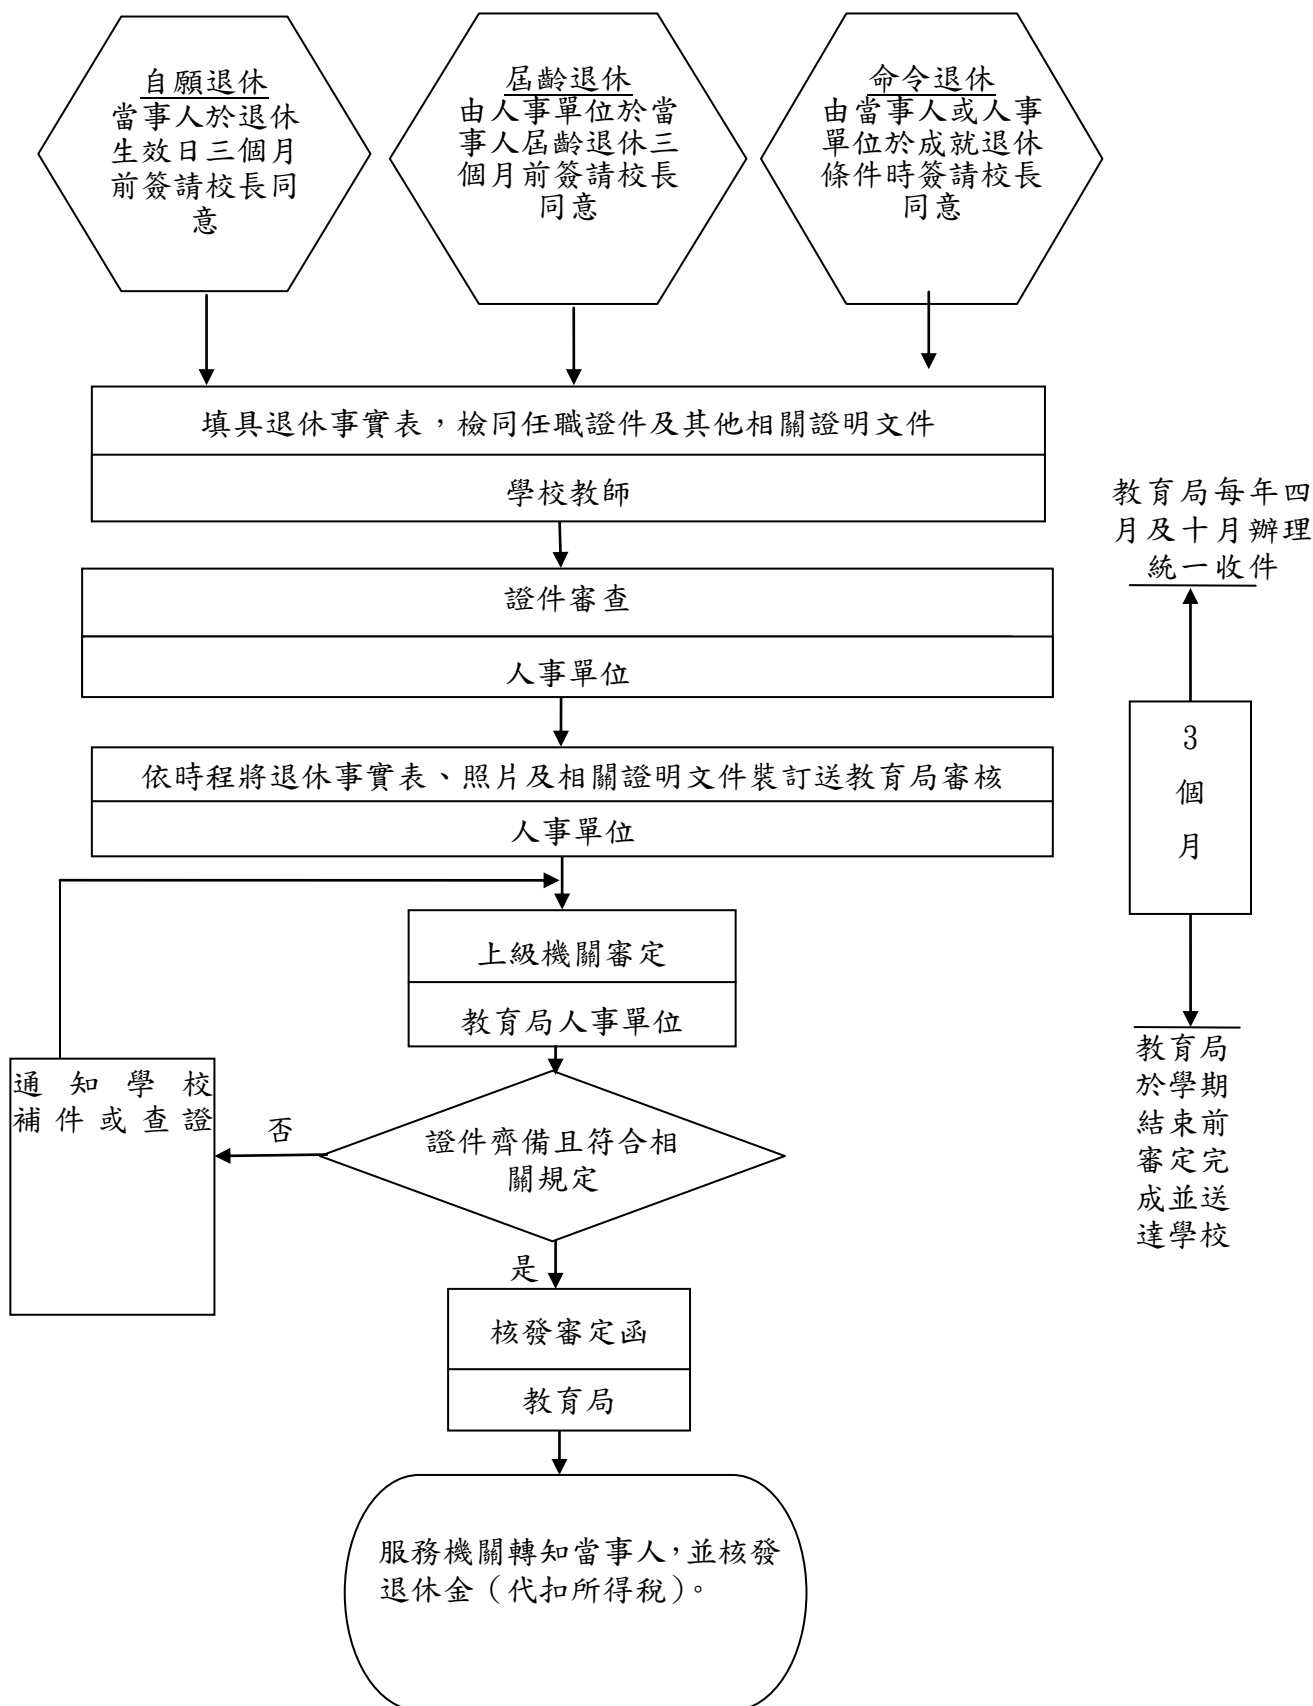 自願退休
當事人於退休
生效日三個月
前簽請校長同
意
屆齡退休
由人事單位於當
事人屆齡退休三
個月前簽請校長
同意
命令退休
由當事人或人事
單位於成就退休
條件時簽請校長
同意
填具退休事實表，檢同任職證件及其他相關證明文件
學校教師
證件審查
人事單位
依時程將退休事實表、照片及相關證明文件裝訂送教育局審核
人事單位
上級機關審定
教育局人事單位
通知學校
補件或查證
否
證件齊備且符合相
關規定
是
核發審定函
教育局
服務機關轉知當事人，並核發
退休金（代扣所得稅）。
教育局每年四
月及十月辦理
統一收件
3
個
月
教育局
於學期
結束前
審定完
成並送
達學校